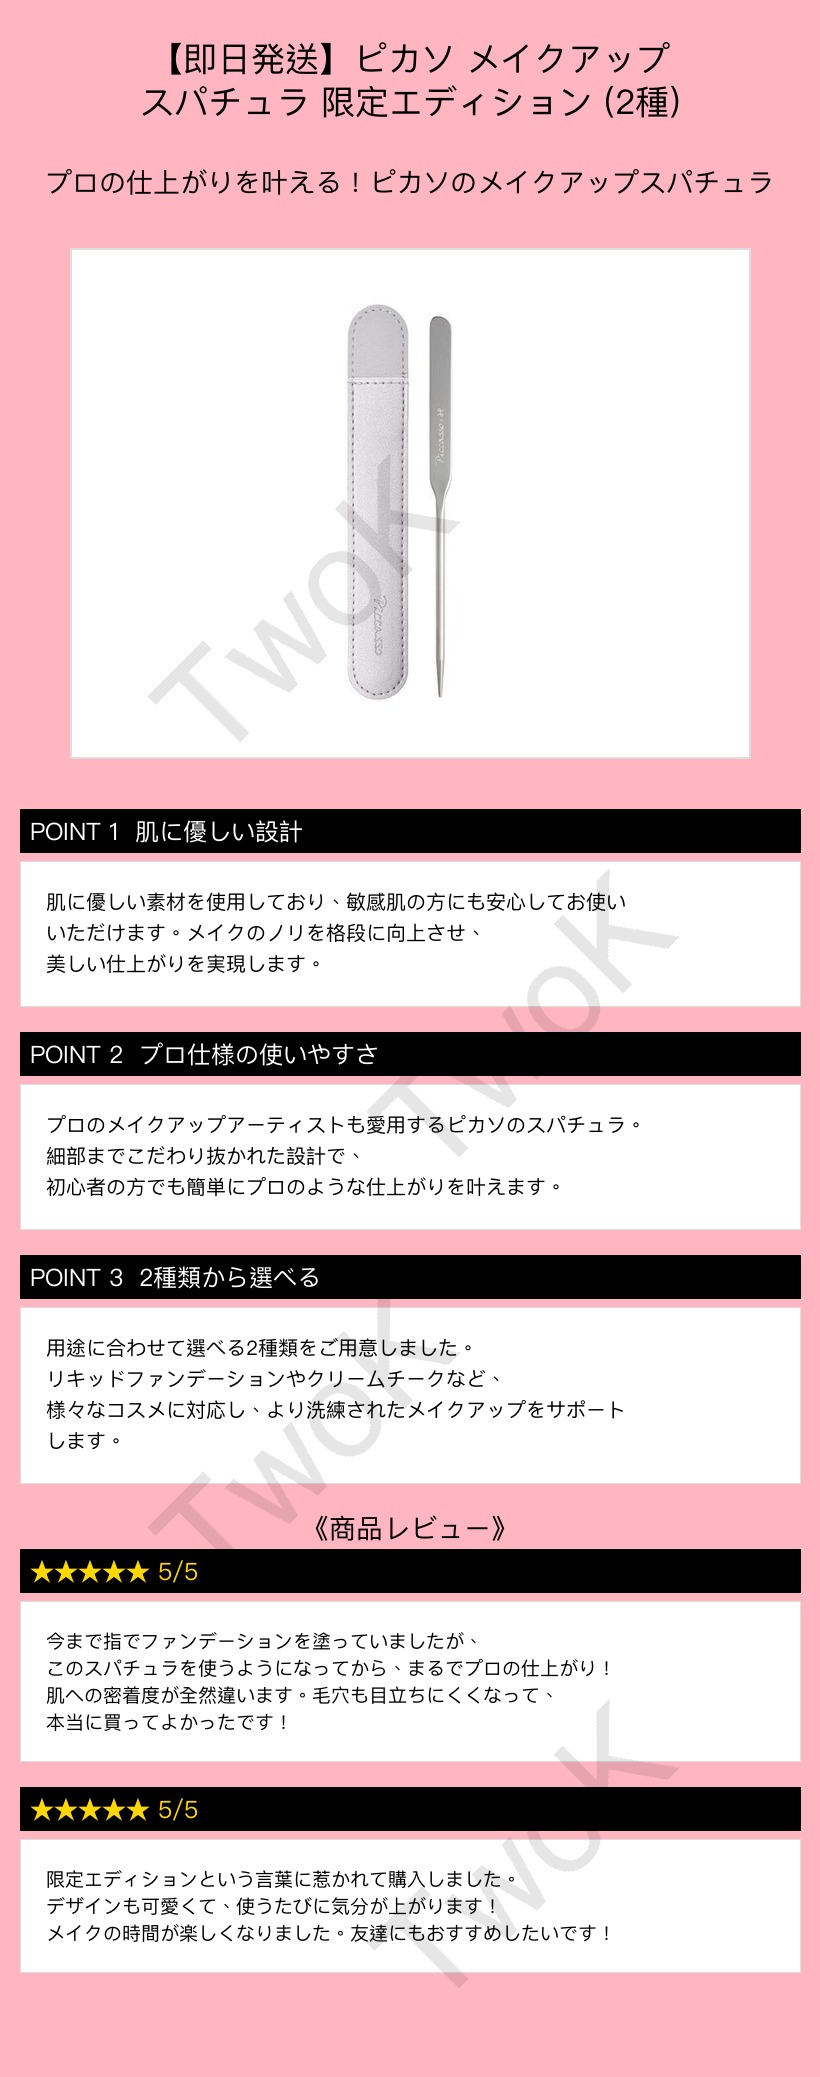 【即日発送】ピカソ メイクアップ
スパチュラ 限定エディション (2種)
プロの仕上がりを叶える！ピカソのメイクアップスパチュラ
Piccasso
Piccasso
TwoK
POINT 1 肌に優しい設計
肌に優しい素材を使用しており、敏感肌の方にも安心してお使い
いただけます。メイクのノリを格段に向上させ、
美しい仕上がりを実現します。
TwoK
POINT 2 プロ仕様の使いやすさ
プロのメイクアップアーティストも愛用するピカソのスパチュラ。
細部までこだわり抜かれた設計で、
初心者の方でも簡単にプロのような仕上がりを叶えます。
POINT 3 2種類から選べる
用途に合わせて選べる2種類をご用意しました。
リキッドファンデーションやクリームチークなど、
様々なコスメに対応し、より洗練されたメイクアップをサポート
します。
TwoK
《商品レビュー》
★★★★★ 5/5
今まで指でファンデーションを塗っていましたが、
このスパチュラを使うようになってから、まるでプロの仕上がり！
肌への密着度が全然違います。毛穴も目立ちにくくなって、
本当に買ってよかったです！
TwoK
★★★★★ 5/5
限定エディションという言葉に惹かれて購入しました。
デザインも可愛くて、使うたびに気分が上がります！
メイクの時間が楽しくなりました。友達にもおすすめしたいです！